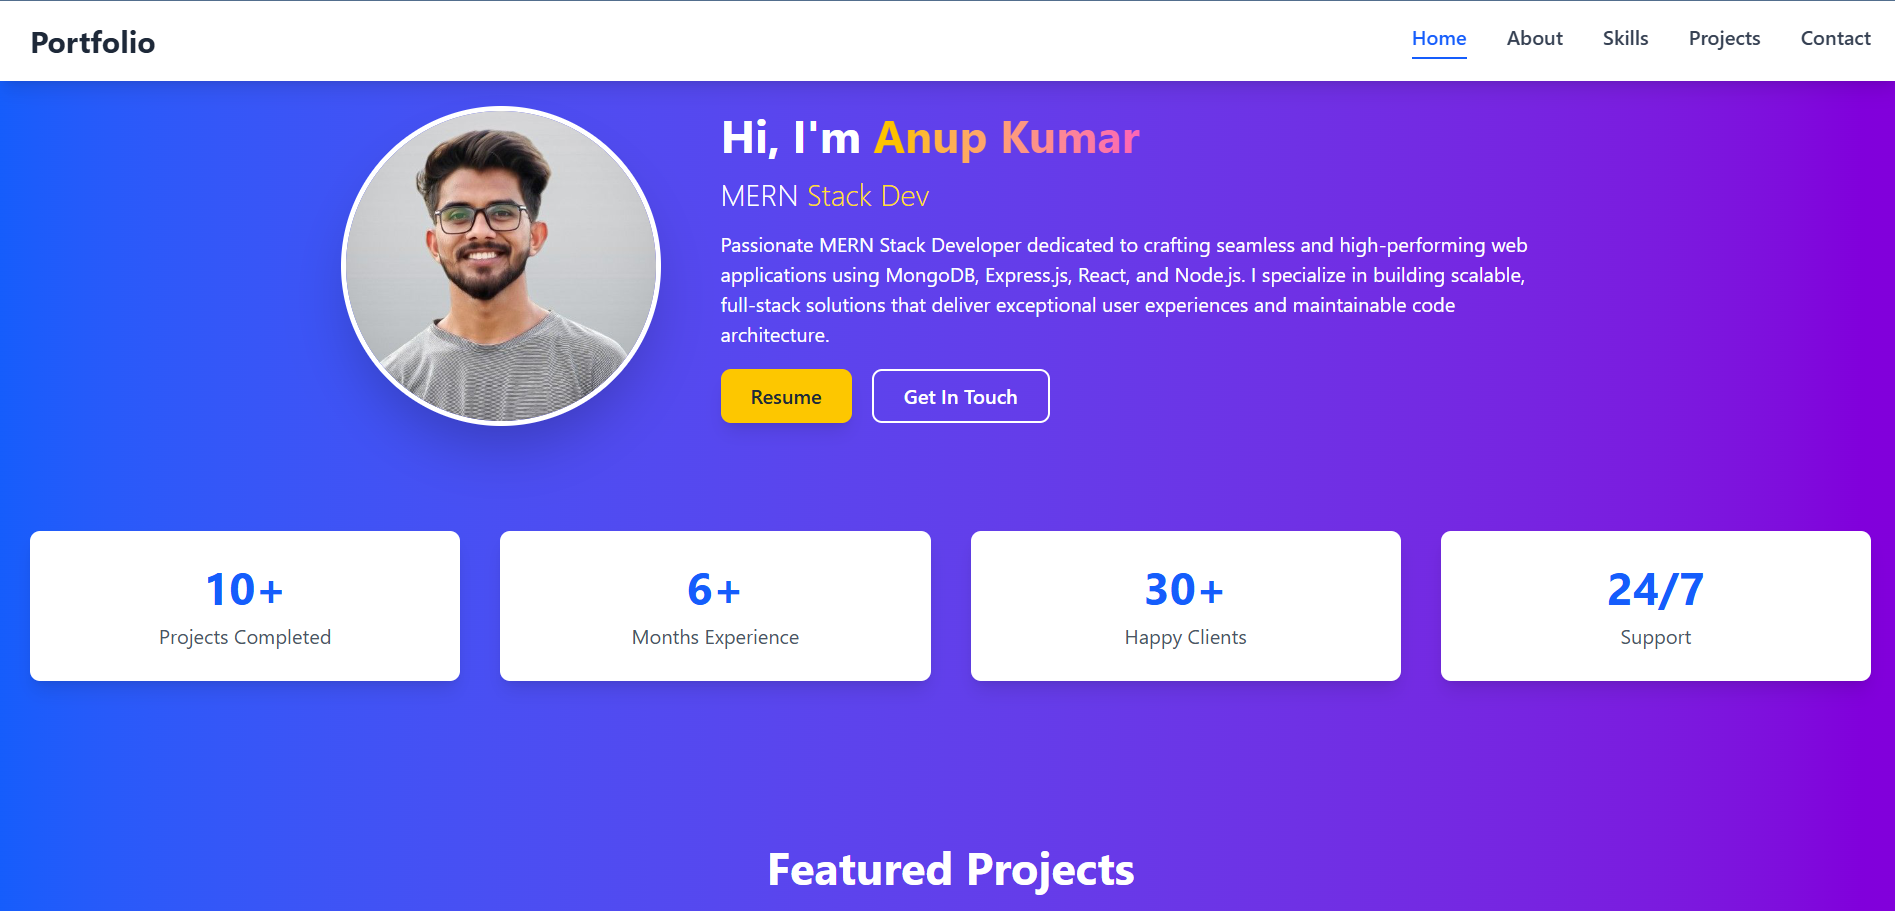 Portfolio
Home About Skills Projects Contact
Hi, I'm Anup Kumar
MERN Stack Dev
Passionate MERN Stack Developer dedicated to crafting seamless and high-performing web
applications using MongoDB, Express.js, React, and Node.js. I specialize in building scalable,
full-stack solutions that deliver exceptional user experiences and maintainable code
architecture.
Resume
Get In Touch
10+
Projects Completed
6+
Months Experience
30+
Happy Clients
24/7
Support
Featured Projects